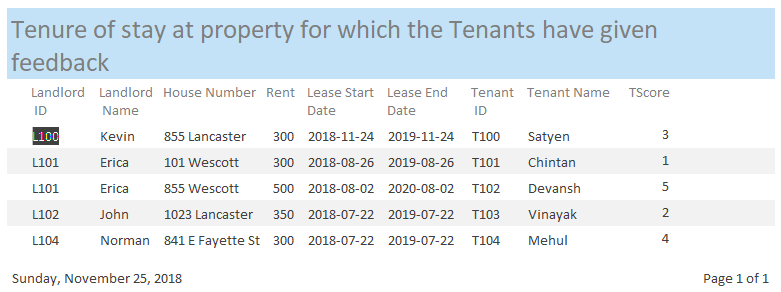 Tenure of stay at property for which the Tenants have given
feedback
Landlord ID Landlord Name House Number Rent Lease Start Date Lease End Date Tenant ID Tenant Name TScore
L100 Kevin 855 Lancaster 300 2018-11-24 2019-11-24 T100 Satyen 3
L101 Erica 101 Wescott 300 2018-08-26 2019-08-26 T101 Chintan 1
L101 Erica 855 Wescott 500 2018-08-02 2020-08-02 T102 Devansh 5
L102 John 1023 Lancaster 350 2018-07-22 2019-07-22 T103 Vinayak 2
L104 Norman 841 E Fayette St 300 2018-07-22 2019-07-22 T104 Mehul 4
Sunday, November 25, 2018 Page 1 of 1